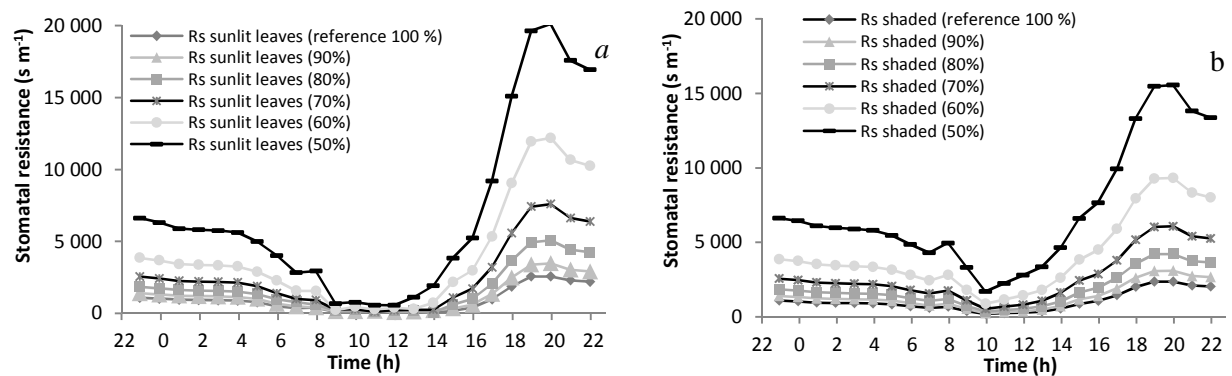 20 000
15 000
10 000
5 000
0
Stomatal resistance (s m⁻¹)
Rs sunlit leaves (reference 100 %)
Rs sunlit leaves (90%)
Rs sunlit leaves (80%)
Rs sunlit leaves (70%)
Rs sunlit leaves (60%)
Rs sunlit leaves (50%)
a
22 0 2 4 6 8 10 12 14 16 18 20 22
Time (h)
20 000
15 000
10 000
5 000
0
Stomatal resistance (s m⁻¹)
Rs shaded (reference 100 %)
Rs shaded (90%)
Rs shaded (80%)
Rs shaded (70%)
Rs shaded (60%)
Rs shaded (50%)
b
22 0 2 4 6 8 10 12 14 16 18 20 22
Time (h)